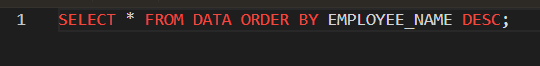 1 SELECT * FROM DATA ORDER BY EMPLOYEE_NAME DESC;